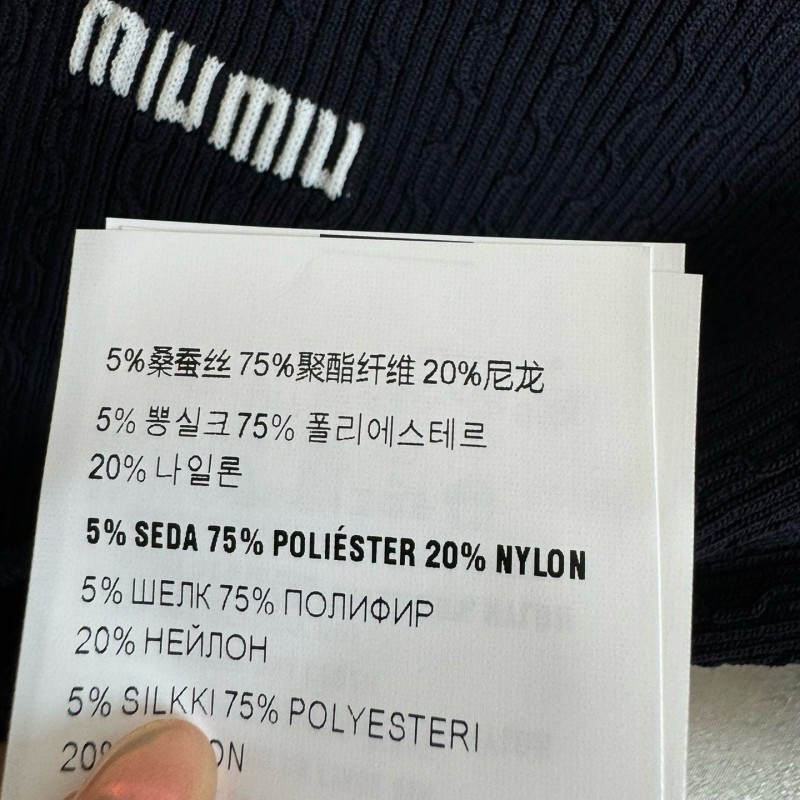 MIU MIU
5%桑蚕丝 75%聚酯纤维 20%尼龙
5% 뽕실크 75% 폴리에스테르
20% 나일론
5% SEDA 75% POLIÉSTER 20% NYLON
5% ШЕЛК 75% ПОЛИФИР
20% НЕЙЛОН
5% SILKKI 75% POLYESTERI